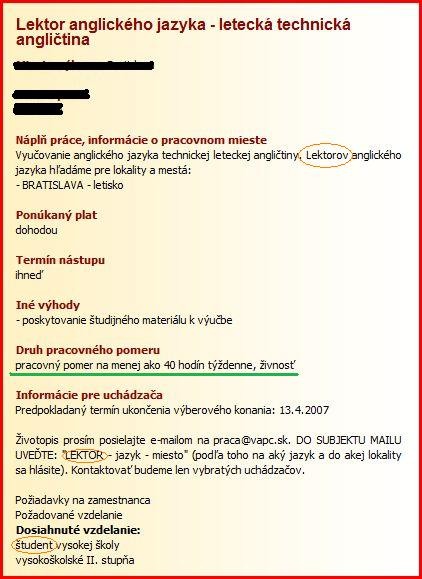 Lektor anglického jazyka - letecká technická
angličtina
Náplň práce, informácie o pracovnom mieste
Vyučovanie anglického jazyka technickej leteckej angličtiny. Lektorov anglického
jazyka hľadáme pre lokality a mestá:
- BRATISLAVA - letisko
Ponúkaný plat
dohodou
Termín nástupu
ihneď
Iné výhody
- poskytovanie študijného materiálu k výučbe
Druh pracovného pomeru
pracovný pomer na menej ako 40 hodín týždenne, živnosť
Informácie pre uchádzača
Predpokladaný termín ukončenia výberového konania: 13.4.2007
Životopis prosím posielajte e-mailom na praca@vapc.sk. DO SUBJEKTU MAILU
UVEĎTE: "LEKTOR - jazyk - miesto" (podľa toho na aký jazyk a do akej lokality
sa hlásite). Kontaktovať budeme len vybratých uchádzačov.
Požiadavky na zamestnanca
Požadované vzdelanie
Dosiahnuté vzdelanie:
študent vysokej školy
vysokoškolské II. stupňa